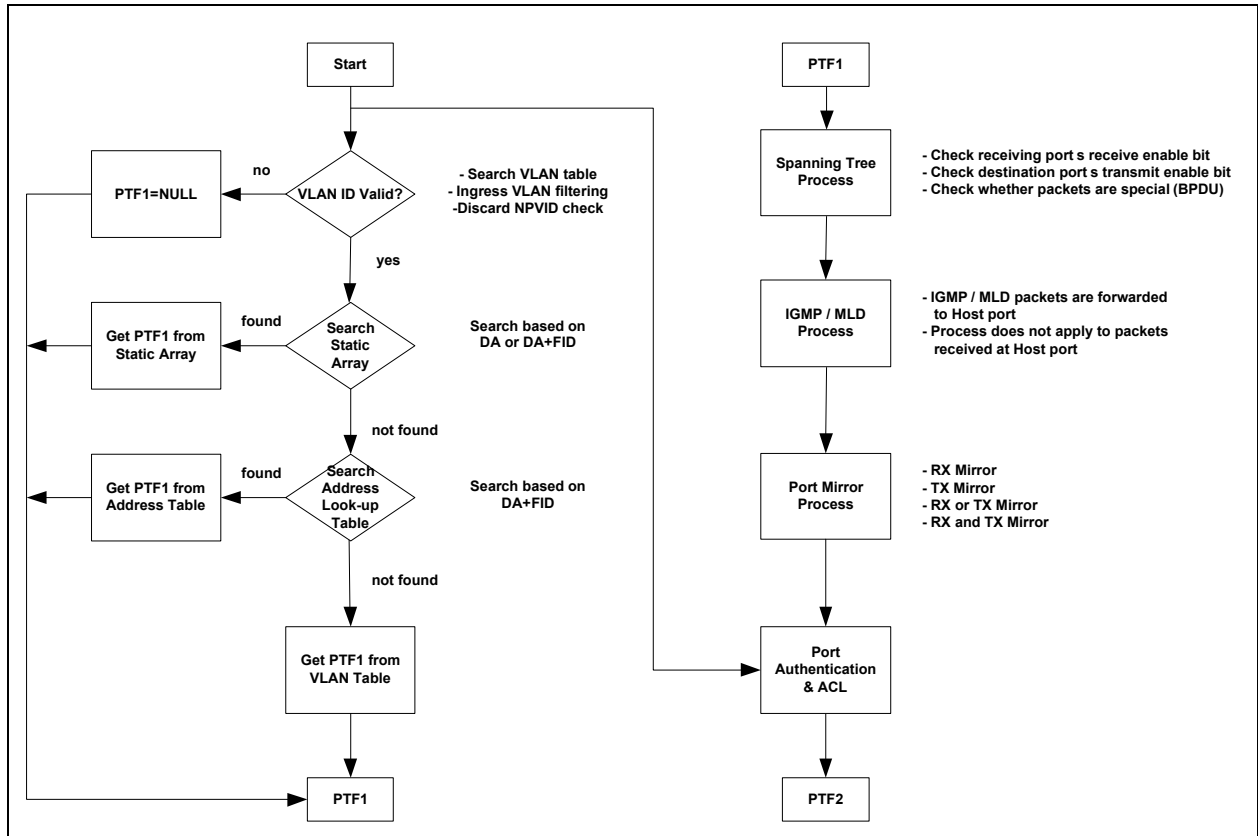 Start
no
PTF1=NULL
VLAN ID Valid?
- Search VLAN table
- Ingress VLAN filtering
-Discard NPVID check
yes
found
Get PTF1 from
Static Array
Search
Static
Array
Search based on
DA or DA+FID
not found
found
Get PTF1 from
Address Table
Search
Address
Look-up
Table
Search based on
DA+FID
not found
Get PTF1 from
VLAN Table
PTF1
PTF1
Spanning Tree
Process
- Check receiving port s receive enable bit
- Check destination port s transmit enable bit
- Check whether packets are special (BPDU)
IGMP / MLD
Process
- IGMP / MLD packets are forwarded
to Host port
- Process does not apply to packets
received at Host port
Port Mirror
Process
- RX Mirror
- TX Mirror
- RX or TX Mirror
- RX and TX Mirror
Port
Authentication
& ACL
PTF2